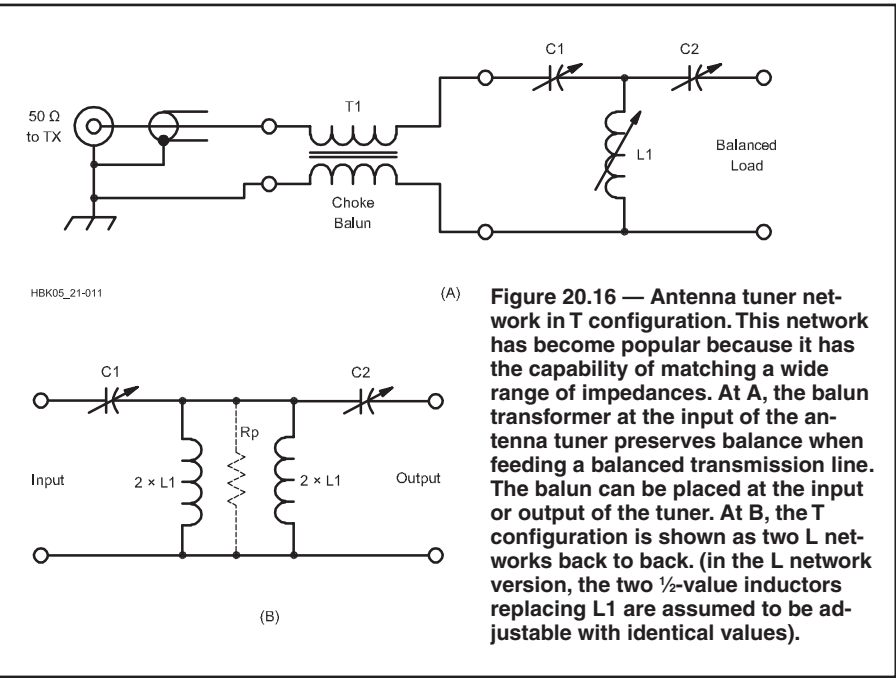 C1
C2
50 Ω
to TX
T1
L1
Balanced
Load
Choke
Balun
HBK05_21-011
(A)
Figure 20.16 — Antenna tuner net-
work in T configuration. This network
has become popular because it has
the capability of matching a wide
range of impedances. At A, the balun
transformer at the input of the an-
tenna tuner preserves balance when
feeding a balanced transmission line.
The balun can be placed at the input
or output of the tuner. At B, the T
configuration is shown as two L net-
works back to back. (in the L network
version, the two ½-value inductors
replacing L1 are assumed to be ad-
justable with identical values).
C1
C2
Rp
Input
2 × L1
2 × L1
Output
(B)